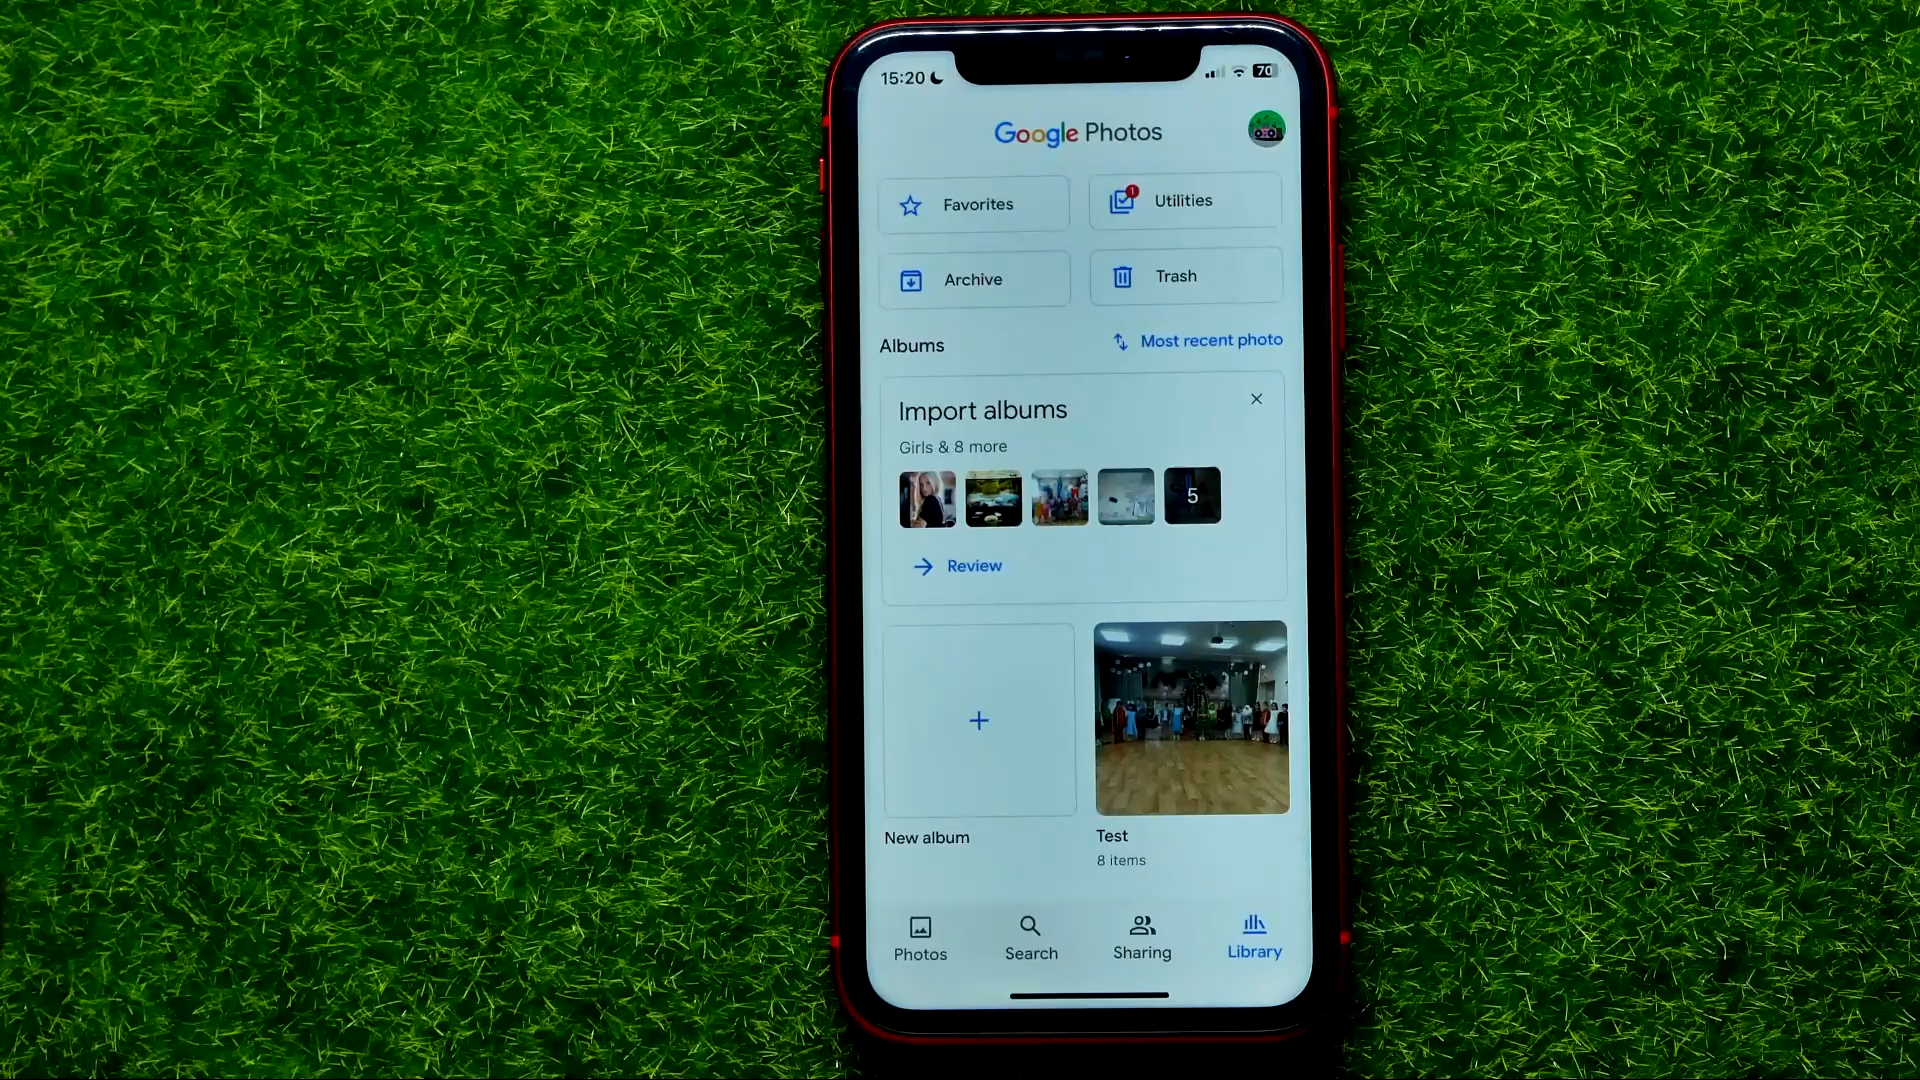 15:20
70
Google Photos
Favorites
1
Utilities
Archive
Trash
Albums
Most recent photo
Import albums
Girls & 8 more
5
Review
New album
Test
8 items
Photos
Search
Sharing
Library